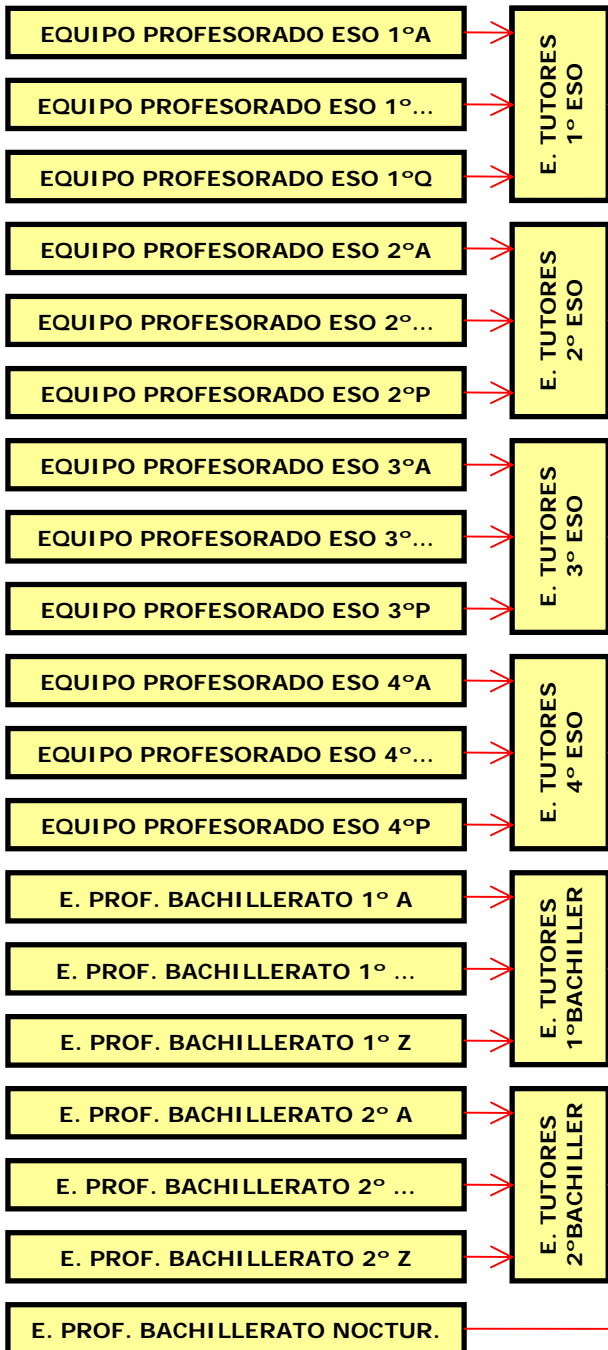 EQUIPO PROFESORADO ESO 1ºA
EQUIPO PROFESORADO ESO 1º...
EQUIPO PROFESORADO ESO 1ºQ
E. TUTORES
1º ESO
EQUIPO PROFESORADO ESO 2ºA
EQUIPO PROFESORADO ESO 2º...
EQUIPO PROFESORADO ESO 2ºP
E. TUTORES
2º ESO
EQUIPO PROFESORADO ESO 3ºA
EQUIPO PROFESORADO ESO 3º...
EQUIPO PROFESORADO ESO 3ºP
E. TUTORES
3º ESO
EQUIPO PROFESORADO ESO 4ºA
EQUIPO PROFESORADO ESO 4º...
EQUIPO PROFESORADO ESO 4ºP
E. TUTORES
4º ESO
E. PROF. BACHILLERATO 1º A
E. PROF. BACHILLERATO 1º ...
E. PROF. BACHILLERATO 1º Z
E. TUTORES
1ºBACHILLER
E. PROF. BACHILLERATO 2º A
E. PROF. BACHILLERATO 2º ...
E. PROF. BACHILLERATO 2º Z
E. TUTORES
2ºBACHILLER
E. PROF. BACHILLERATO NOCTUR.